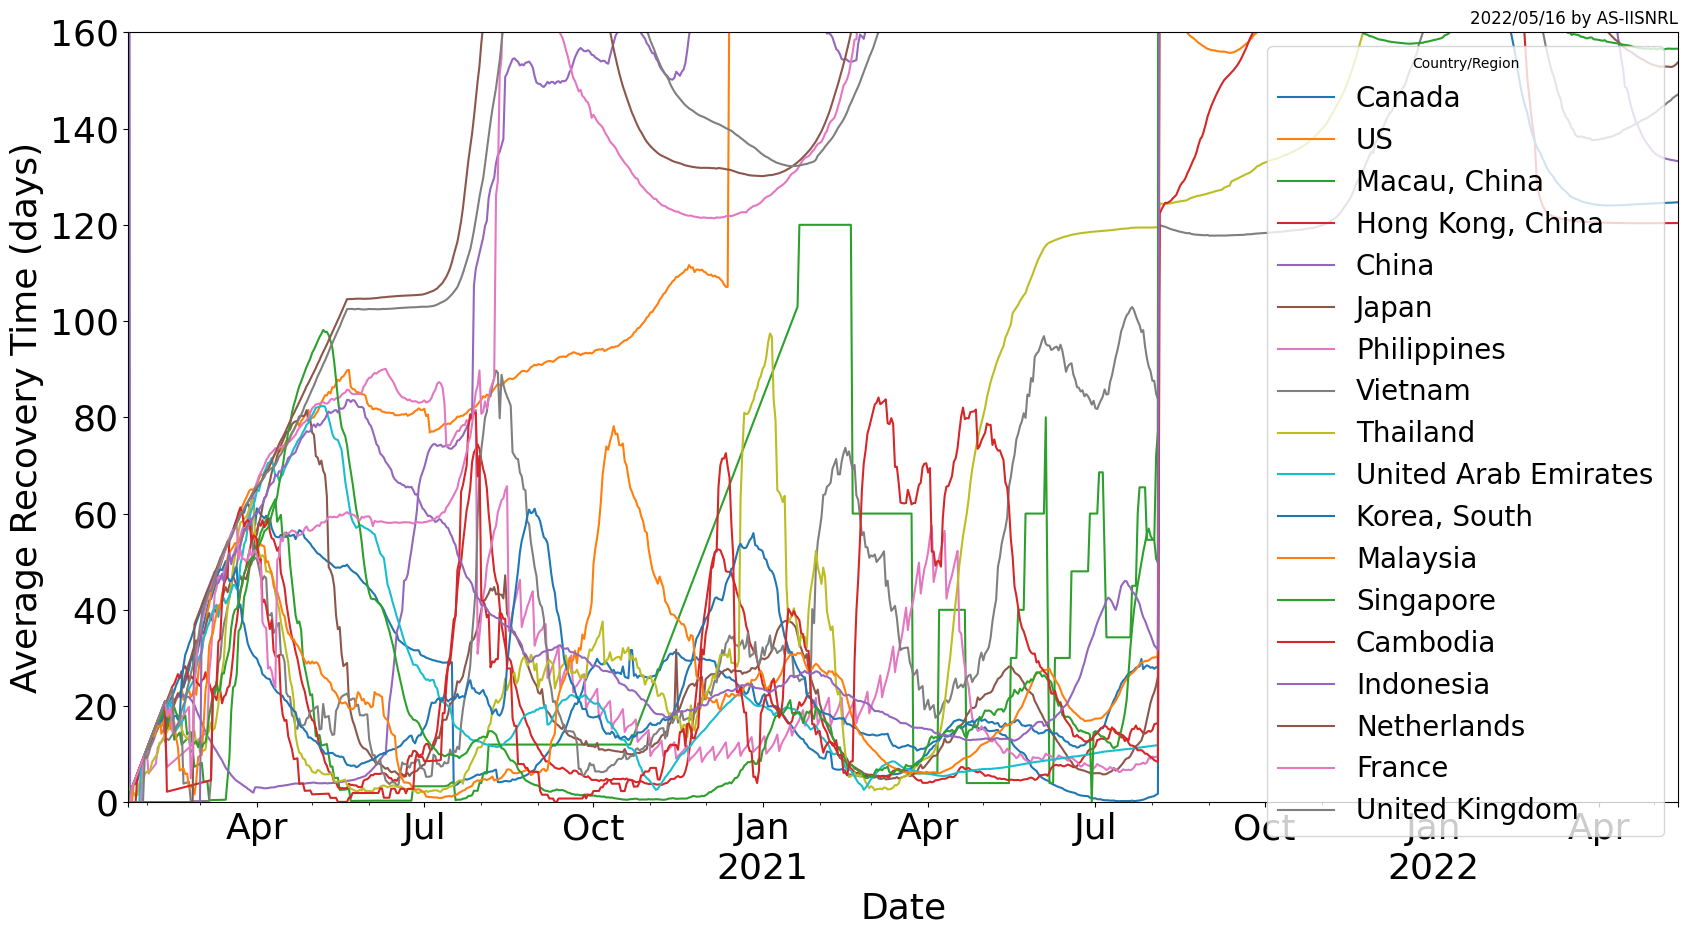 2022/05/16 by AS-IISNRL
Average Recovery Time (days)
160
140
120
100
80
60
40
20
0
Country/Region
Canada
US
Macau, China
Hong Kong, China
China
Japan
Philippines
Vietnam
Thailand
United Arab Emirates
Korea, South
Malaysia
Singapore
Cambodia
Indonesia
Netherlands
France
United Kingdom
Apr Jul Oct Jan Apr Jul Oct Jan Apr
2021 2022
Date